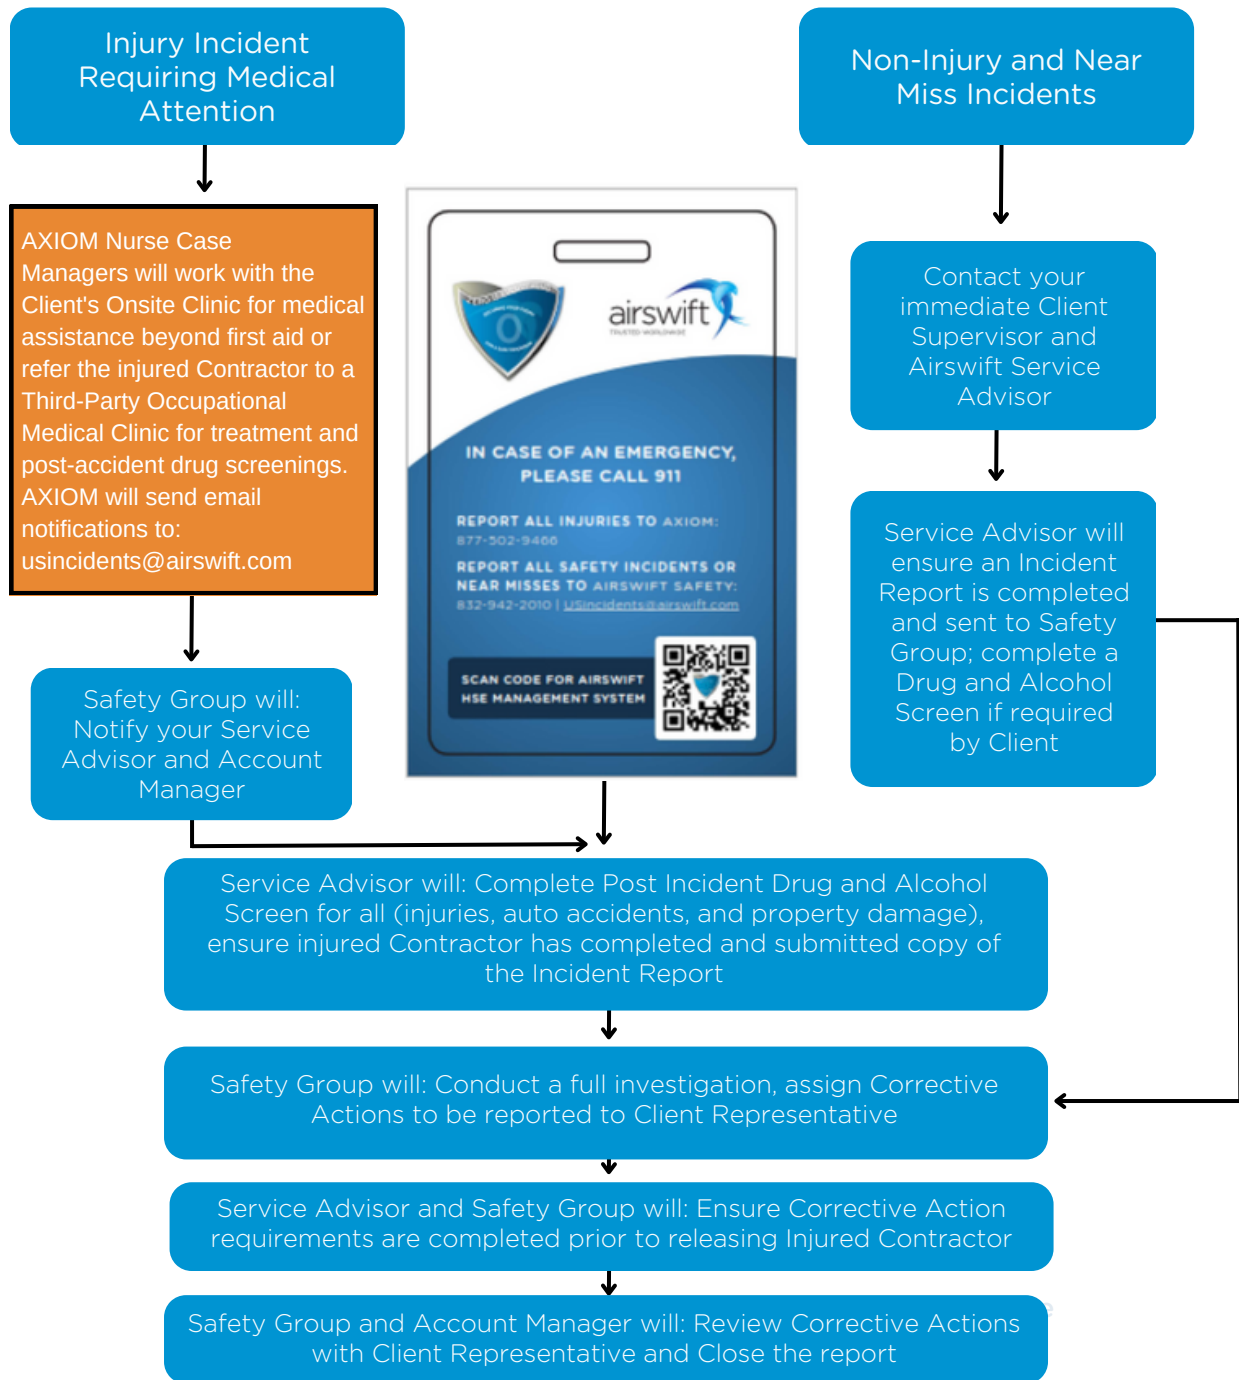 Injury Incident
Requiring Medical
Attention
Non-Injury and Near
Miss Incidents
AXIOM Nurse Case
Managers will work with the
Client's Onsite Clinic for medical
assistance beyond first aid or
refer the injured Contractor to a
Third-Party Occupational
Medical Clinic for treatment and
post-accident drug screenings.
AXIOM will send email
notifications to:
usincidents@airswift.com
Safety Group will:
Notify your Service
Advisor and Account
Manager
airswift
TRUSTED WORLDWIDE
IN CASE OF AN EMERGENCY,
PLEASE CALL 911
REPORT ALL INJURIES TO AXIOM:
877-502-9466
REPORT ALL SAFETY INCIDENTS OR
NEAR MISSES TO AIRSWIFT SAFETY:
832-942-2010 | USincidents@airswift.com
SCAN CODE FOR AIRSWIFT
HSE MANAGEMENT SYSTEM
Contact your
immediate Client
Supervisor and
Airswift Service
Advisor
Service Advisor will
ensure an Incident
Report is completed
and sent to Safety
Group; complete a
Drug and Alcohol
Screen if required
by Client
Service Advisor will: Complete Post Incident Drug and Alcohol
Screen for all (injuries, auto accidents, and property damage),
ensure injured Contractor has completed and submitted copy of
the Incident Report
Safety Group will: Conduct a full investigation, assign Corrective
Actions to be reported to Client Representative
Service Advisor and Safety Group will: Ensure Corrective Action
requirements are completed prior to releasing Injured Contractor
Safety Group and Account Manager will: Review Corrective Actions
with Client Representative and Close the report